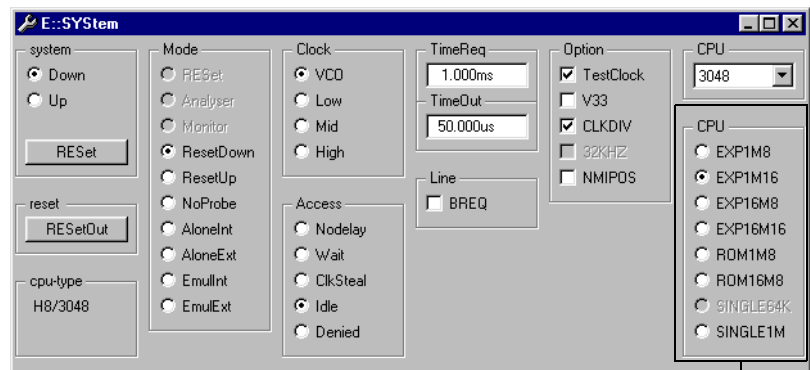 E::SYStem
system
Down
Up
RESet
reset
RESetOut
cpu-type
H8/3048
Mode
RESet
Analyser
Monitor
ResetDown
ResetUp
NoProbe
AloneInt
AloneExt
EmulInt
EmulExt
Clock
VCO
Low
Mid
High
Access
Nodelay
Wait
ClkSteal
Idle
Denied
TimeReq
1.000ms
TimeOut
50.000us
Line
BREQ
Option
TestClock
V33
CLKDIV
32KHZ
NMIPOS
CPU
3048
CPU
EXP1M8
EXP1M16
EXP16M8
EXP16M16
ROM1M8
ROM16M8
SINGLE64K
SINGLE1M